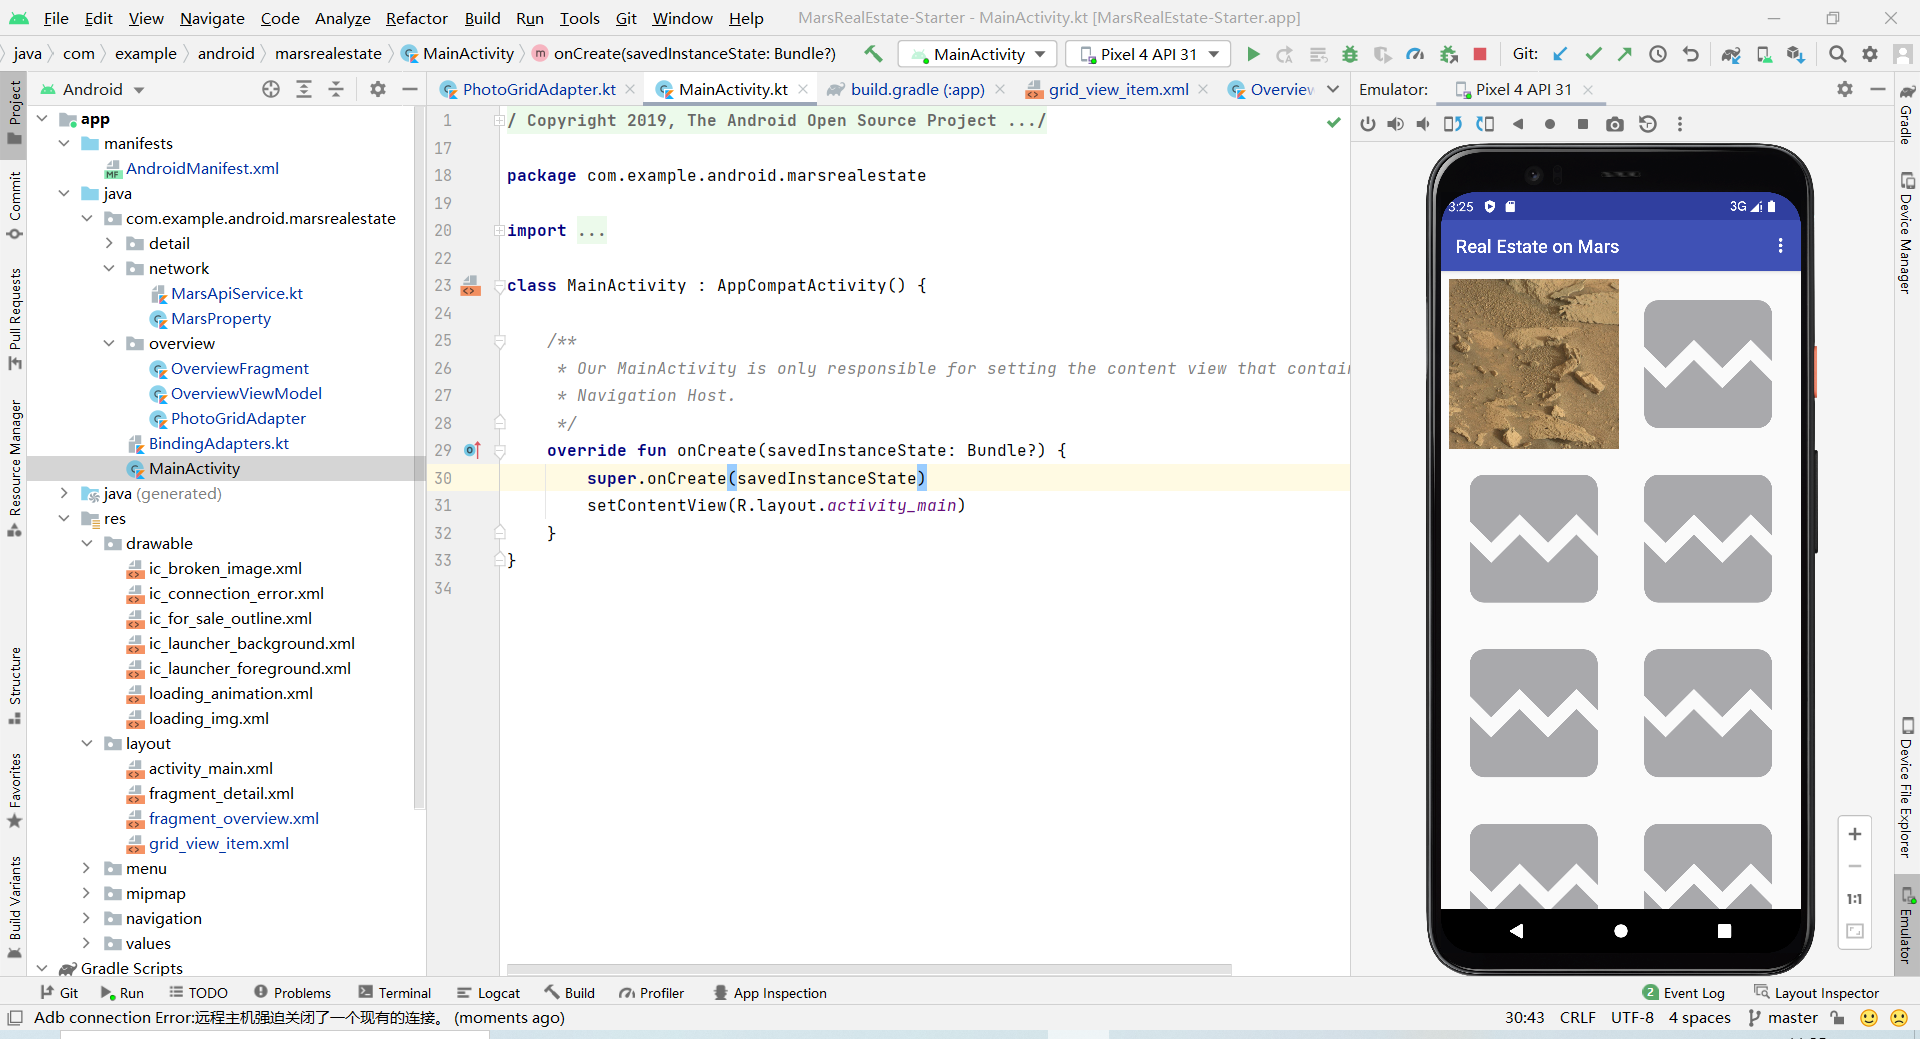 File Edit View Navigate Code Analyze Refactor Build Run Tools Git Window Help MarsRealEstate-Starter - MainActivity.kt [MarsRealEstate-Starter.app]
java com example android marsrealestate MainActivity onCreate(savedInstanceState: Bundle?) MainActivity Pixel 4 API 31 Git:
Android
PhotoGridAdapter.kt MainActivity.kt build.gradle (:app) grid_view_item.xml Overview
Emulator: Pixel 4 API 31
Project
Commit
Pull Requests
Resource Manager
Structure
Favorites
Build Variants
app
manifests
AndroidManifest.xml
java
com.example.android.marsrealestate
detail
network
MarsApiService.kt
MarsProperty
overview
OverviewFragment
OverviewViewModel
PhotoGridAdapter
BindingAdapters.kt
MainActivity
java (generated)
res
drawable
ic_broken_image.xml
ic_connection_error.xml
ic_for_sale_outline.xml
ic_launcher_background.xml
ic_launcher_foreground.xml
loading_animation.xml
loading_img.xml
layout
activity_main.xml
fragment_detail.xml
fragment_overview.xml
grid_view_item.xml
menu
mipmap
navigation
values
Gradle Scripts
1 / Copyright 2019, The Android Open Source Project .../
17
18 package com.example.android.marsrealestate
19
20 import ...
22
23 class MainActivity : AppCompatActivity() {
24
25 /**
26 * Our MainActivity is only responsible for setting the content view that contai
27 * Navigation Host.
28 */
29 override fun onCreate(savedInstanceState: Bundle?) {
30 super.onCreate(savedInstanceState)
31 setContentView(R.layout.activity_main)
32 }
33 }
34
3:25 3G
Real Estate on Mars
1:1
Gradle
Device Manager
Device File Explorer
Emulator
Git Run TODO Problems Terminal Logcat Build Profiler App Inspection 2 Event Log Layout Inspector
Adb connection Error:远程主机强迫关闭了一个现有的连接。 (moments ago) 30:43 CRLF UTF-8 4 spaces master